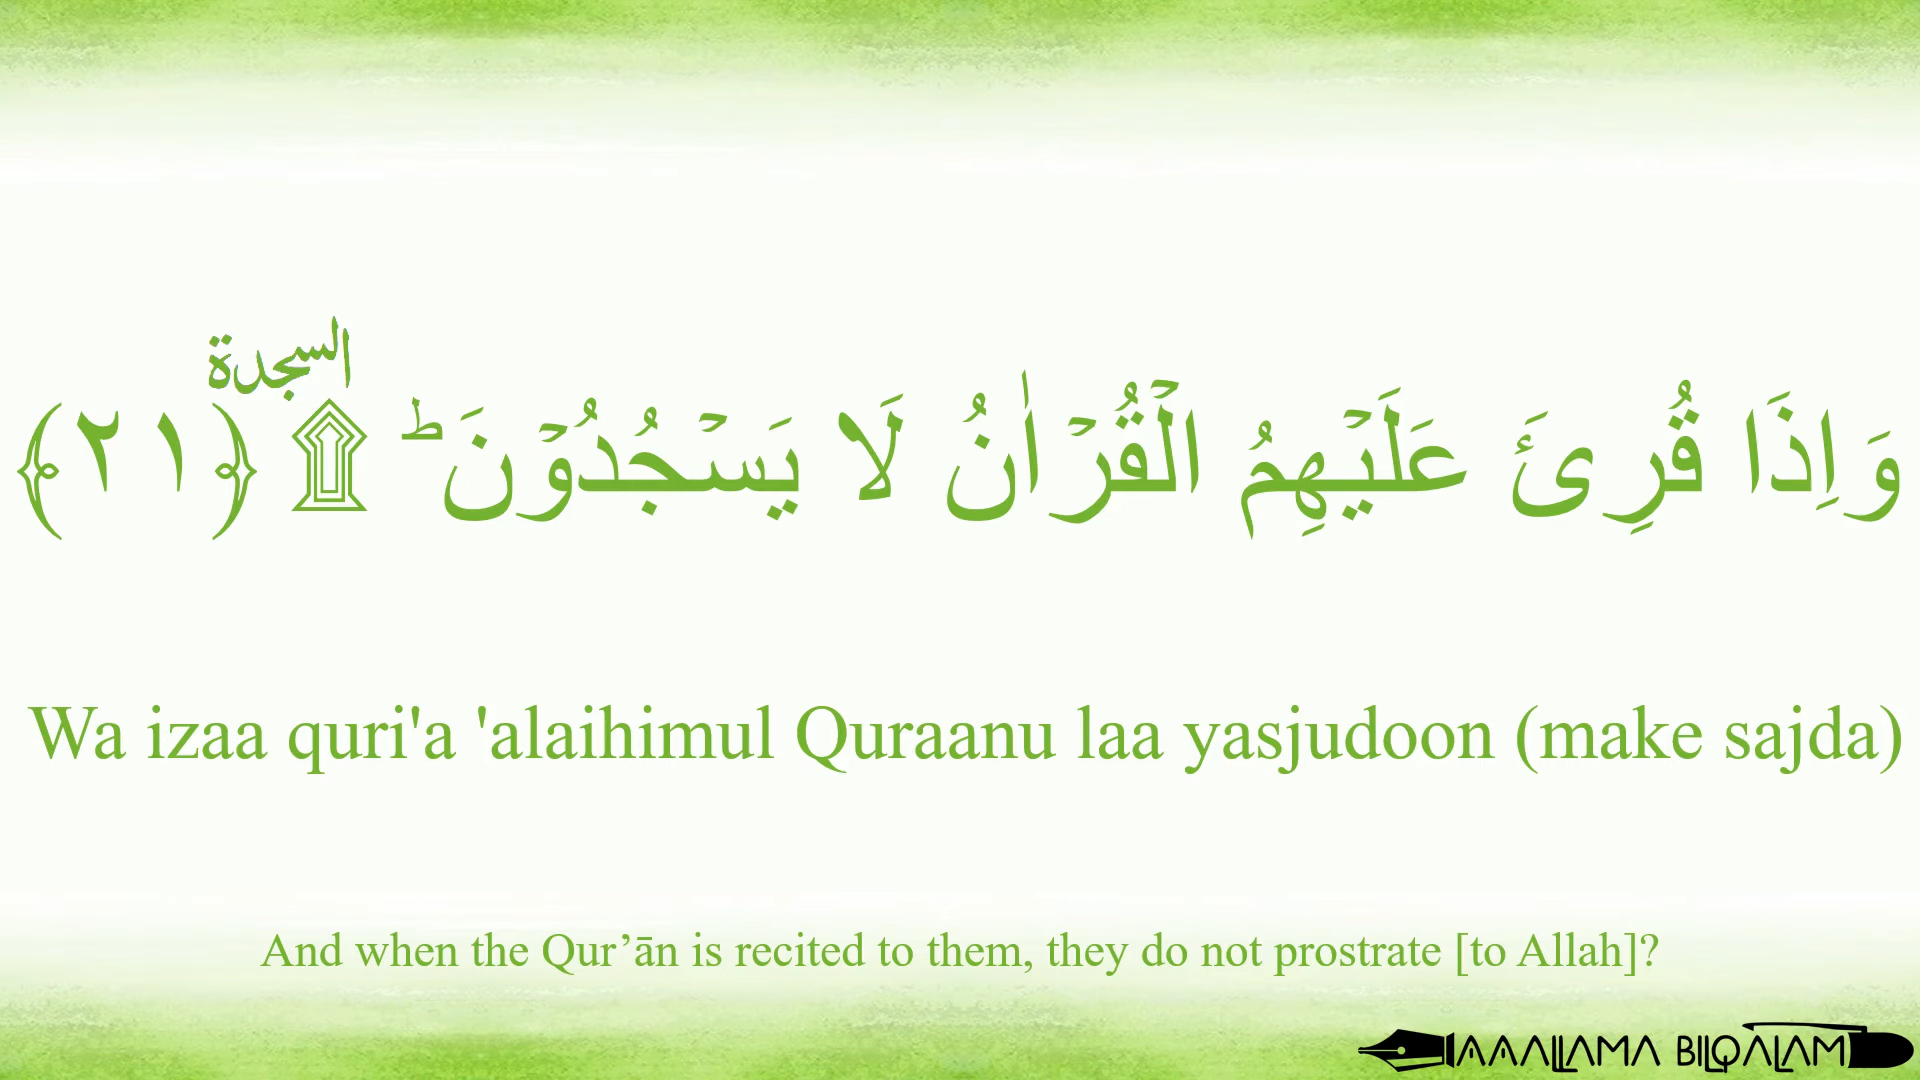 السجدة
وَاِذَا قُرِئَ عَلَيْهِمُ الْقُرْاٰنُ لَا يَسْجُدُوْنَ ؕ ۩ ﴿٢١﴾
Wa izaa quri'a 'alaihimul Quraanu laa yasjudoon (make sajda)
And when the Qur’ān is recited to them, they do not prostrate [to Allah]?
AAALLAMA BILQALAM